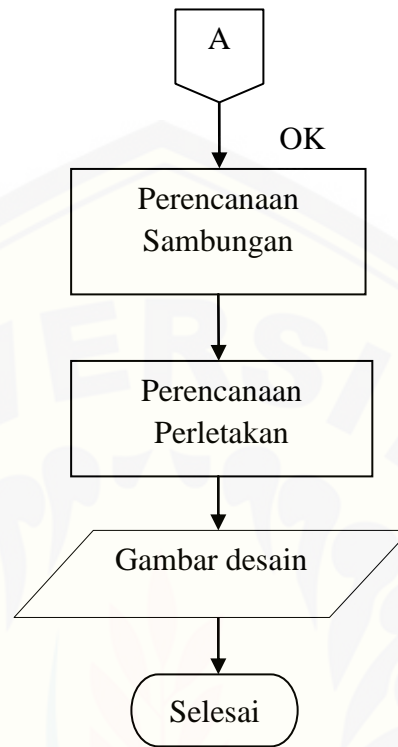 A
OK
Perencanaan
Sambungan
Perencanaan
Perletakan
Gambar desain
Selesai